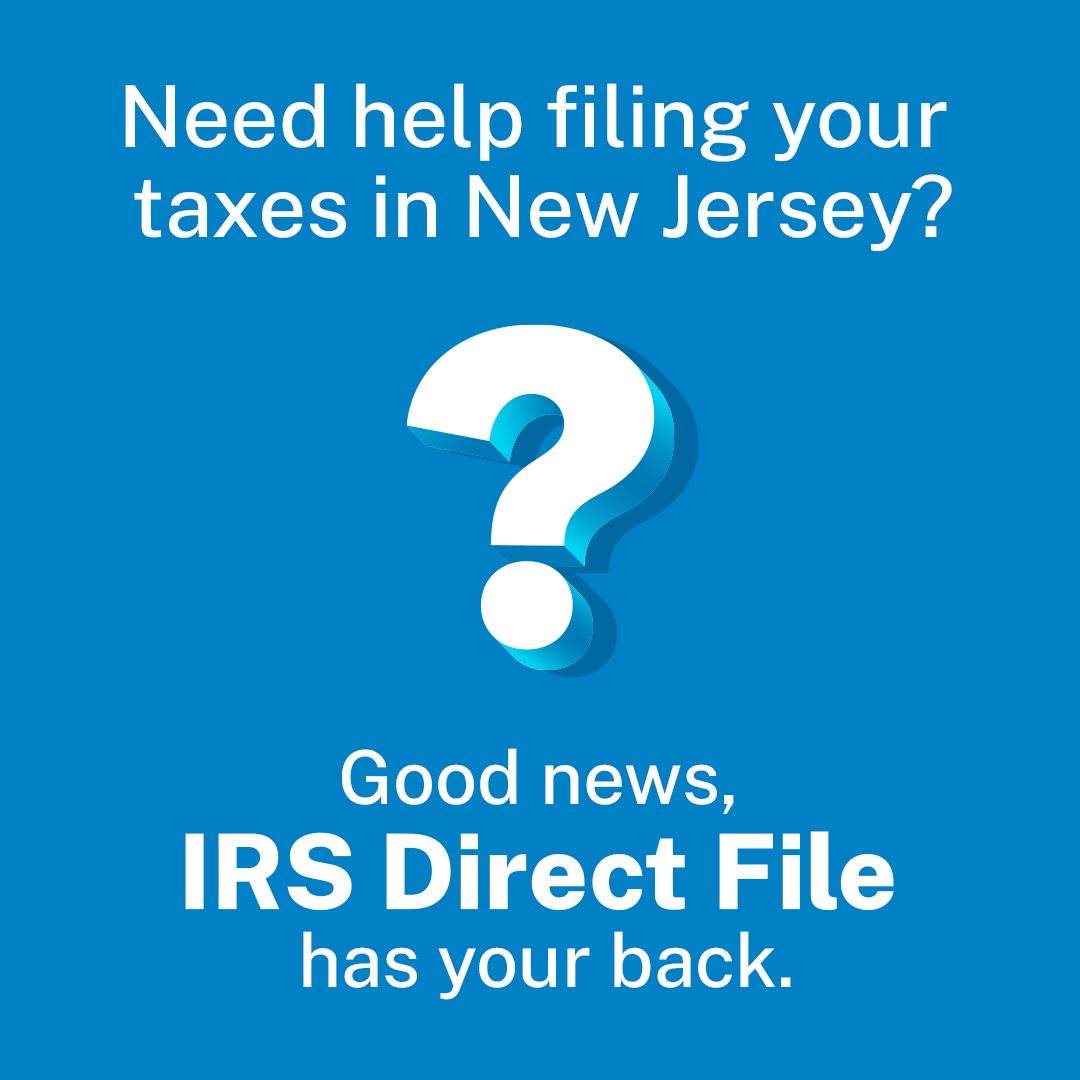 Need help filing your
taxes in New Jersey?
?
Good news,
IRS Direct File
has your back.